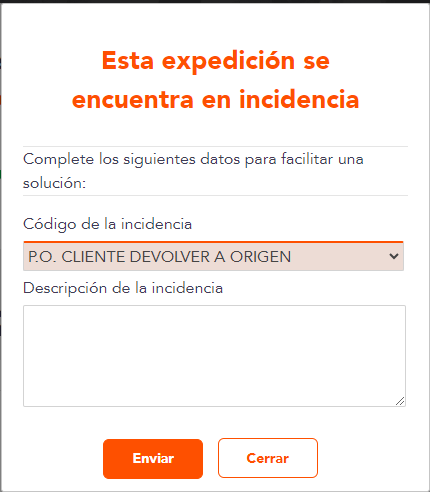 Esta expedición se
encuentra en incidencia
Complete los siguientes datos para facilitar una
solución:
Código de la incidencia
P.O. CLIENTE DEVOLVER A ORIGEN
Descripción de la incidencia
Enviar
Cerrar